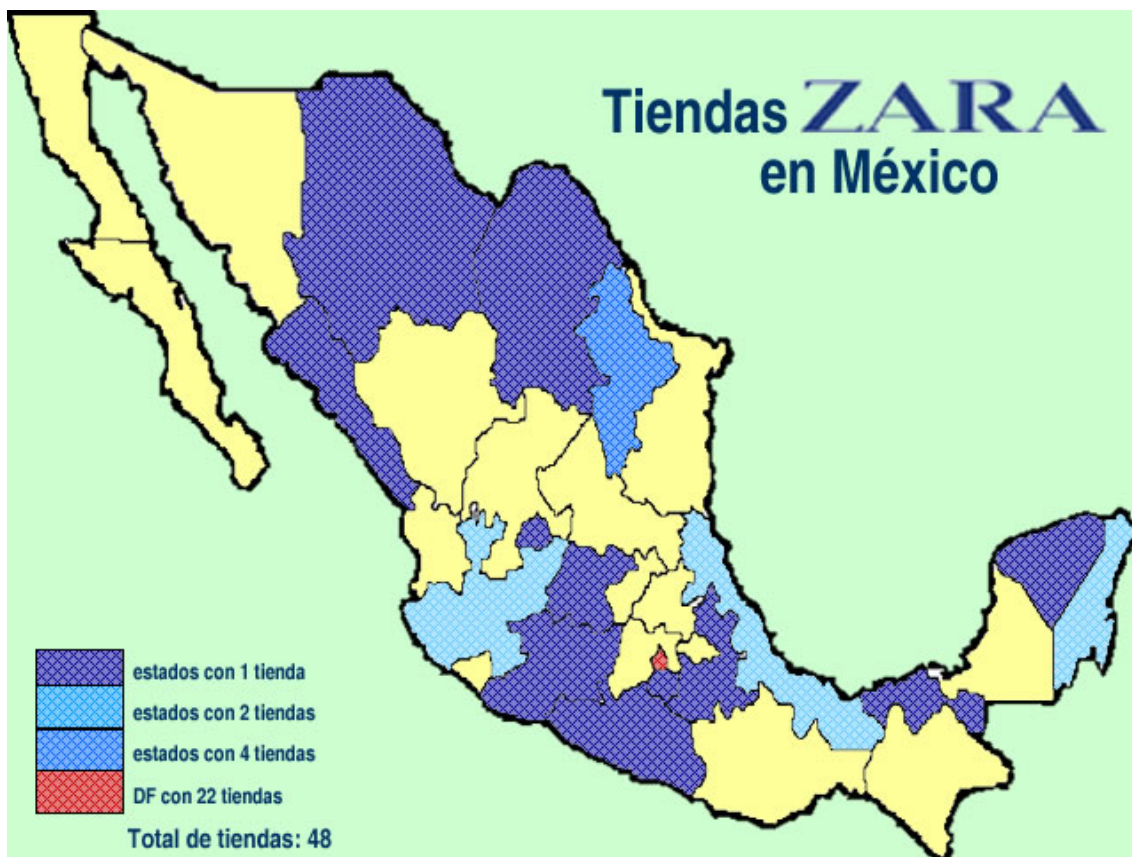 Tiendas ZARA
en México
estados con 1 tienda
estados con 2 tiendas
estados con 4 tiendas
DF con 22 tiendas
Total de tiendas: 48